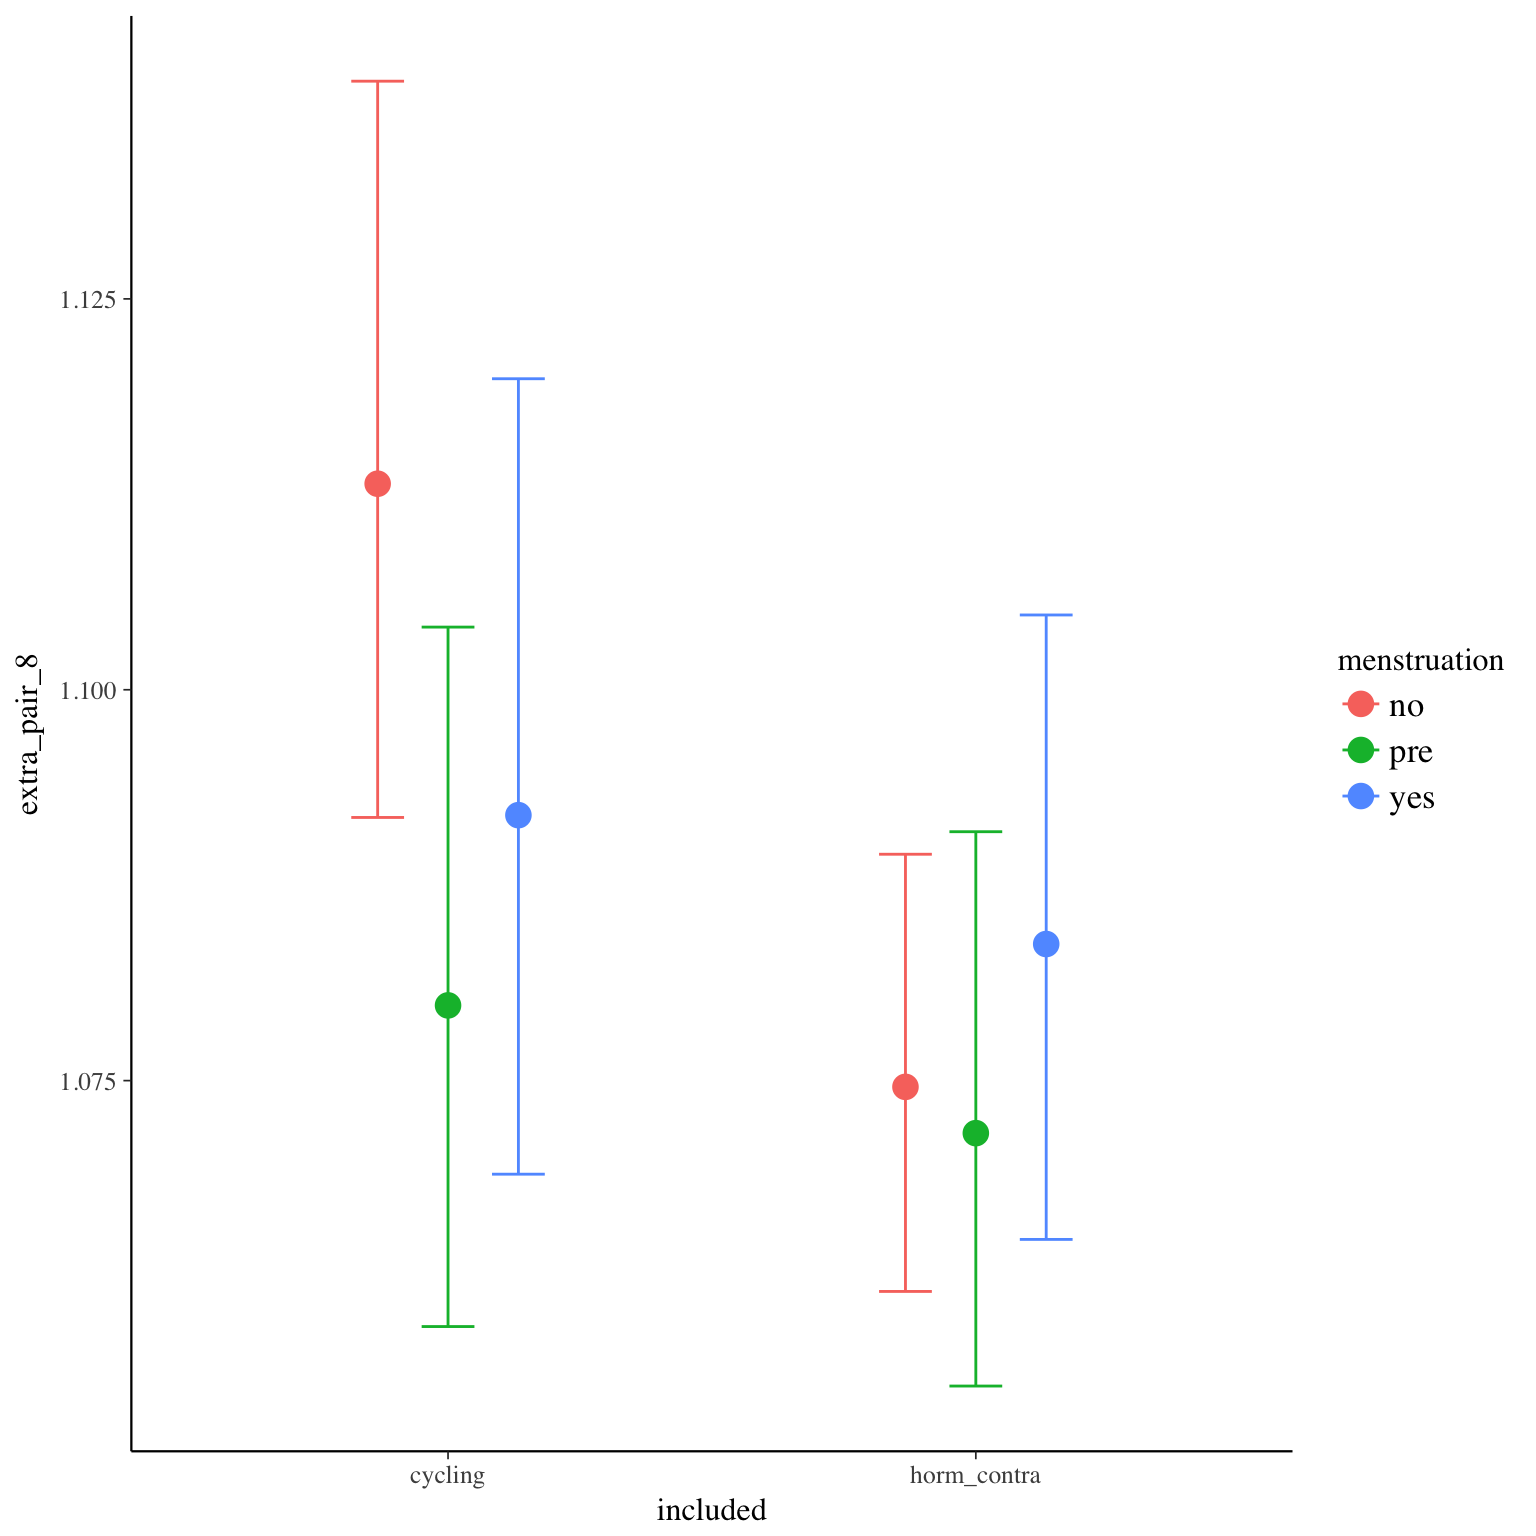 extra_pair_8
1.125
1.100
1.075
cycling
horm_contra
included
menstruation
no
pre
yes